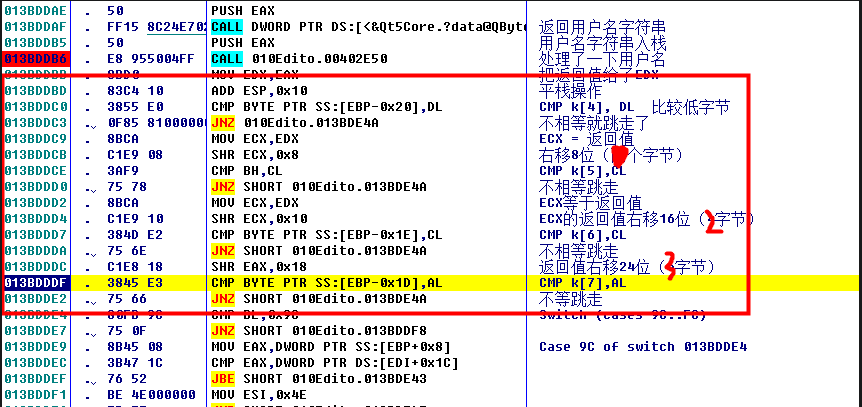 013BDDAE . 50 PUSH EAX
013BDDAF . FF15 8C24E702 CALL DWORD PTR DS:[<&Qt5Core.?data@QByte 返回用户名字符串
013BDDB5 . 50 PUSH EAX 用户名字符串入栈
013BDDB6 . E8 955004FF CALL 010Edito.00402E50 处理了一下用户名
013BDDBB . 8BD0 MOV EDX,EAX 把返回值给了EDX
013BDDBD . 83C4 10 ADD ESP,0x10 平栈操作
013BDDC0 . 3855 E0 CMP BYTE PTR SS:[EBP-0x20],DL CMP k[4], DL 比较低字节
013BDDC3 .ˬ 0F85 81000000 JNZ 010Edito.013BDE4A 不相等就跳走了
013BDDC9 . 8BCA MOV ECX,EDX ECX = 返回值
013BDDCB . C1E9 08 SHR ECX,0x8 右移8位（个字节）
013BDDCE . 3AF9 CMP BH,CL CMP k[5],CL
013BDDD0 .ˬ 75 78 JNZ SHORT 010Edito.013BDE4A 不相等跳走
013BDDD2 . 8BCA MOV ECX,EDX ECX等于返回值
013BDDD4 . C1E9 10 SHR ECX,0x10 ECX的返回值右移16位（2字节）
013BDDD7 . 384D E2 CMP BYTE PTR SS:[EBP-0x1E],CL CMP k[6],CL
013BDDDA .ˬ 75 6E JNZ SHORT 010Edito.013BDE4A 不相等跳走
013BDDDC . C1E8 18 SHR EAX,0x18 返回值右移24位（3字节）
013BDDDF . 3845 E3 CMP BYTE PTR SS:[EBP-0x1D],AL CMP k[7],AL
013BDDE2 .ˬ 75 66 JNZ SHORT 010Edito.013BDE4A 不等跳走
013BDDE4 . 80FB 9C CMP BL,0x9C Switch (cases 9C..FC)
013BDDE7 .ˬ 75 0F JNZ SHORT 010Edito.013BDDF8
013BDDE9 . 8B45 08 MOV EAX,DWORD PTR SS:[EBP+0x8] Case 9C of switch 013BDDE4
013BDDEC . 3B47 1C CMP EAX,DWORD PTR DS:[EDI+0x1C]
013BDDEF .ˬ 76 52 JBE SHORT 010Edito.013BDE43
013BDDF1 . BE 4E000000 MOV ESI,0x4E